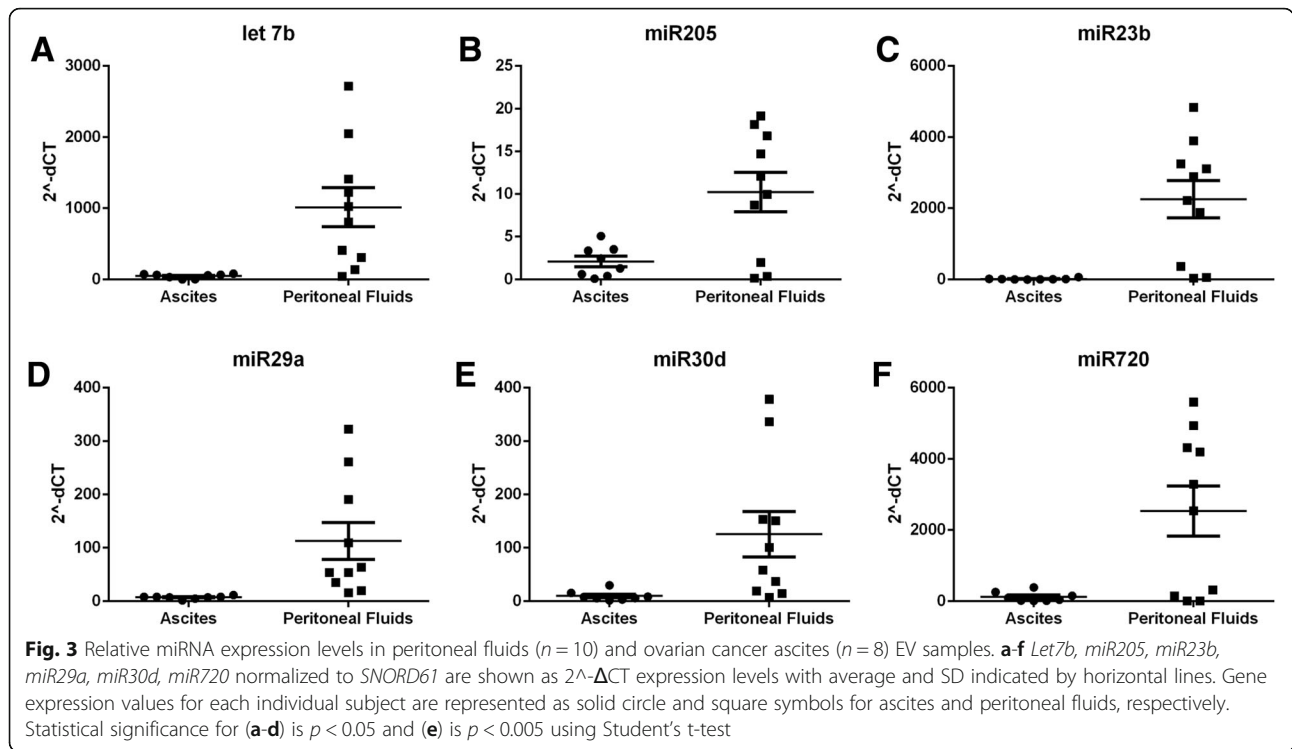 A
let 7b
3000
2000
1000
0
2^-dCT
Ascites Peritoneal Fluids
B
miR205
25
20
15
10
5
0
2^-dCT
Ascites Peritoneal Fluids
C
miR23b
6000
4000
2000
0
2^-dCT
Ascites Peritoneal Fluids
D
miR29a
400
300
200
100
0
2^-dCT
Ascites Peritoneal Fluids
E
miR30d
400
300
200
100
0
2^-dCT
Ascites Peritoneal Fluids
F
miR720
6000
4000
2000
0
2^-dCT
Ascites Peritoneal Fluids
Fig. 3 Relative miRNA expression levels in peritoneal fluids (n = 10) and ovarian cancer ascites (n = 8) EV samples. a-f Let7b, miR205, miR23b,
miR29a, miR30d, miR720 normalized to SNORD61 are shown as 2^-ΔCT expression levels with average and SD indicated by horizontal lines. Gene
expression values for each individual subject are represented as solid circle and square symbols for ascites and peritoneal fluids, respectively.
Statistical significance for (a-d) is p < 0.05 and (e) is p < 0.005 using Student's t-test